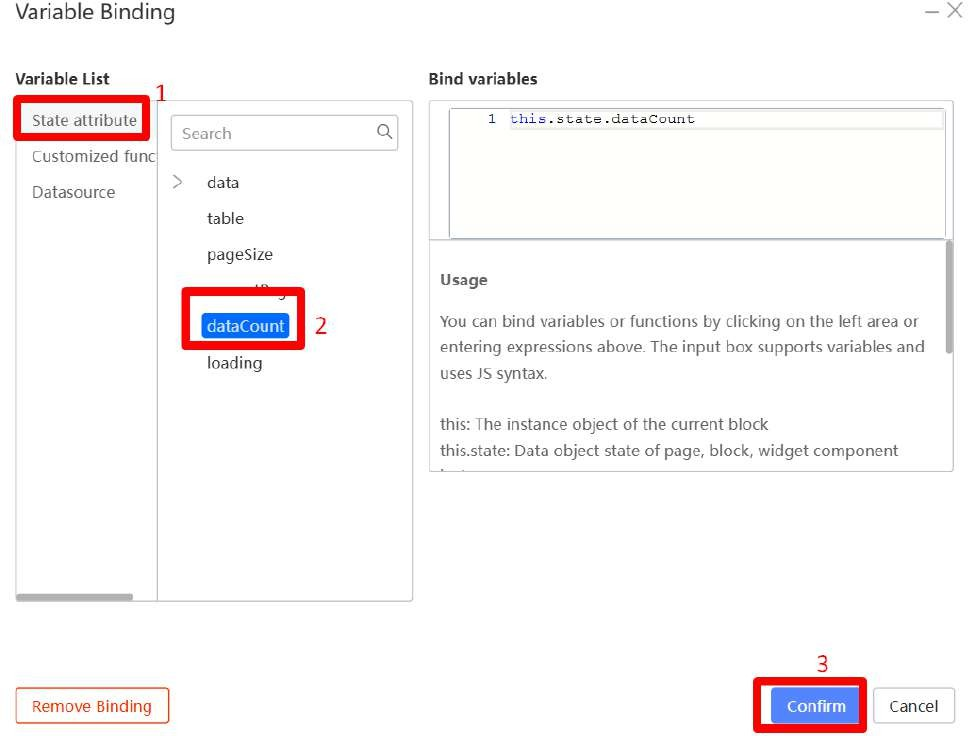 Variable Binding
Variable List
1
State attribute
Customized func
Datasource
Search
data
table
pageSize
dataCount
2
loading
Bind variables
1 this.state.dataCount
Usage
You can bind variables or functions by clicking on the left area or
entering expressions above. The input box supports variables and
uses JS syntax.
this: The instance object of the current block
this.state: Data object state of page, block, widget component
Remove Binding
3
Confirm
Cancel